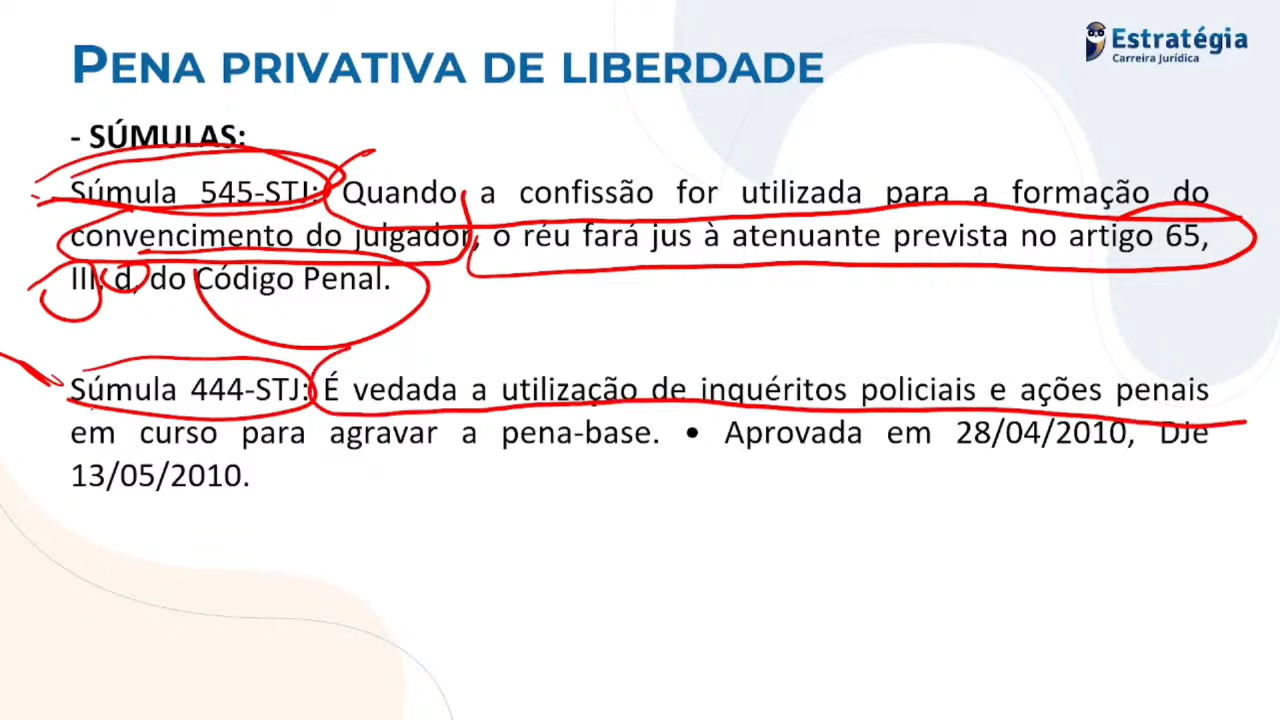 PENA PRIVATIVA DE LIBERDADE
Estratégia
Carreira Jurídica
- SÚMULAS:
Súmula 545-STJ: Quando a confissão for utilizada para a formação do
convencimento do julgador, o réu fará jus à atenuante prevista no artigo 65,
III, d, do Código Penal.
Súmula 444-STJ: É vedada a utilização de inquéritos policiais e ações penais
em curso para agravar a pena-base. • Aprovada em 28/04/2010, DJe
13/05/2010.